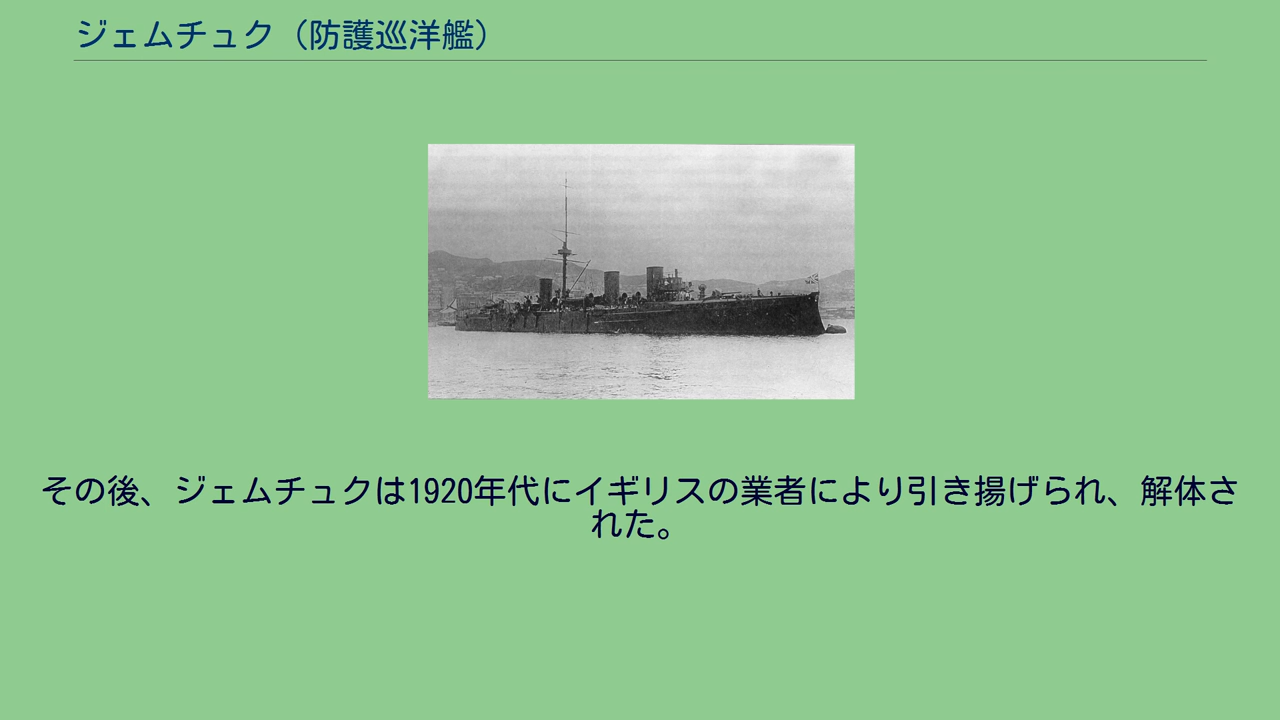 ジェムチュク（防護巡洋艦）
その後、ジェムチュクは1920年代にイギリスの業者により引き揚げられ、解体さ
れた。